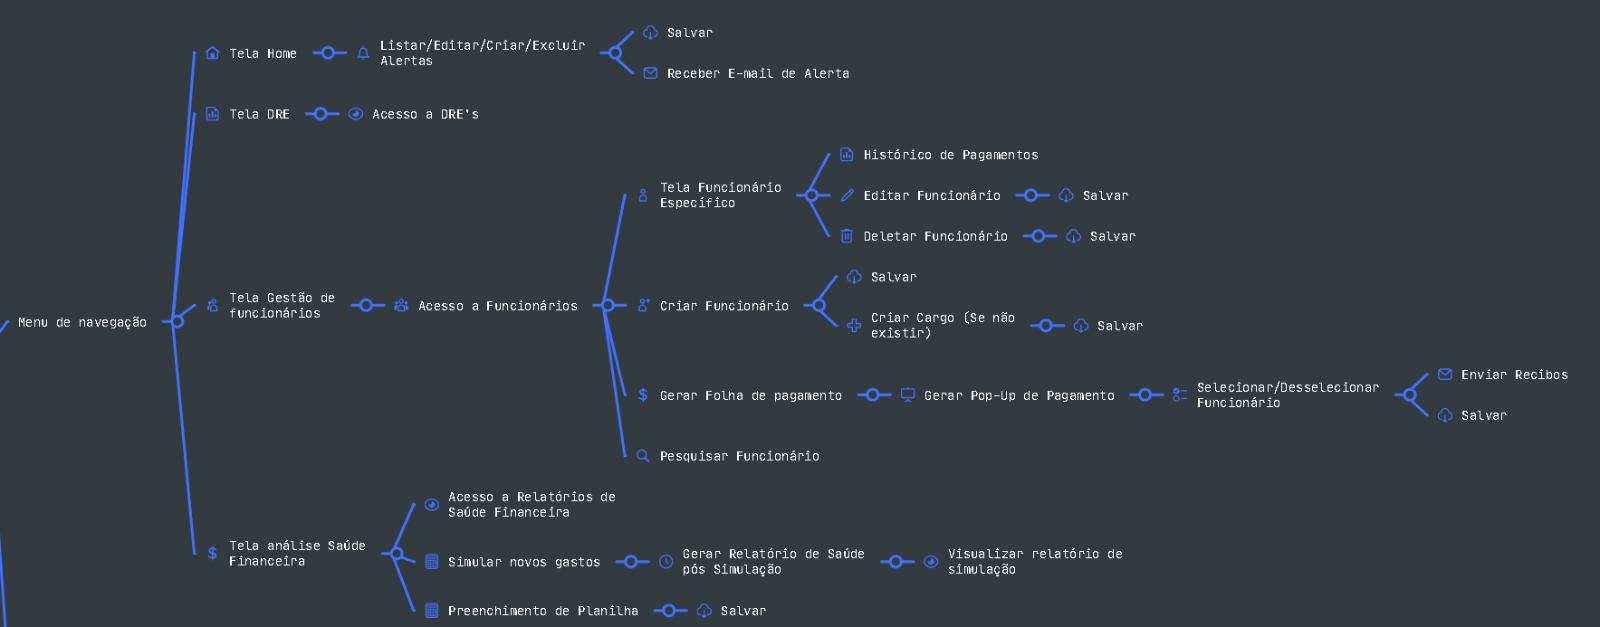 Menu de navegação
Tela Home
Listar/Editar/Criar/Excluir
Alertas
Salvar
Receber E-mail de Alerta
Tela DRE
Acesso a DRE's
Tela Gestão de
funcionários
Acesso a Funcionários
Tela Funcionário
Específico
Histórico de Pagamentos
Editar Funcionário
Salvar
Deletar Funcionário
Salvar
Criar Funcionário
Salvar
Criar Cargo (Se não
existir)
Salvar
Gerar Folha de pagamento
Gerar Pop-Up de Pagamento
Selecionar/Desselecionar
Funcionário
Enviar Recibos
Salvar
Pesquisar Funcionário
Tela análise Saúde
Financeira
Acesso a Relatórios de
Saúde Financeira
Simular novos gastos
Gerar Relatório de Saúde
pós Simulação
Visualizar relatório de
simulação
Preenchimento de Planilha
Salvar